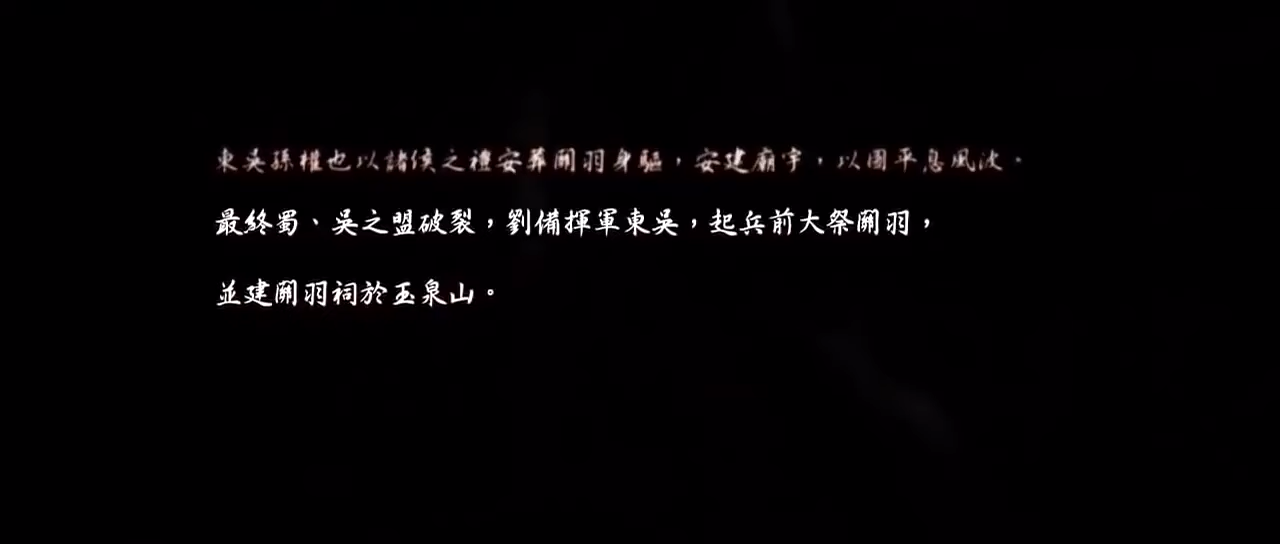 東吳孫權也以諸侯之禮安葬關羽身軀，安建廟宇，以圖平息風波。
最終蜀、吳之盟破裂，劉備揮軍東吳，起兵前大祭關羽，
並建關羽祠於玉泉山。